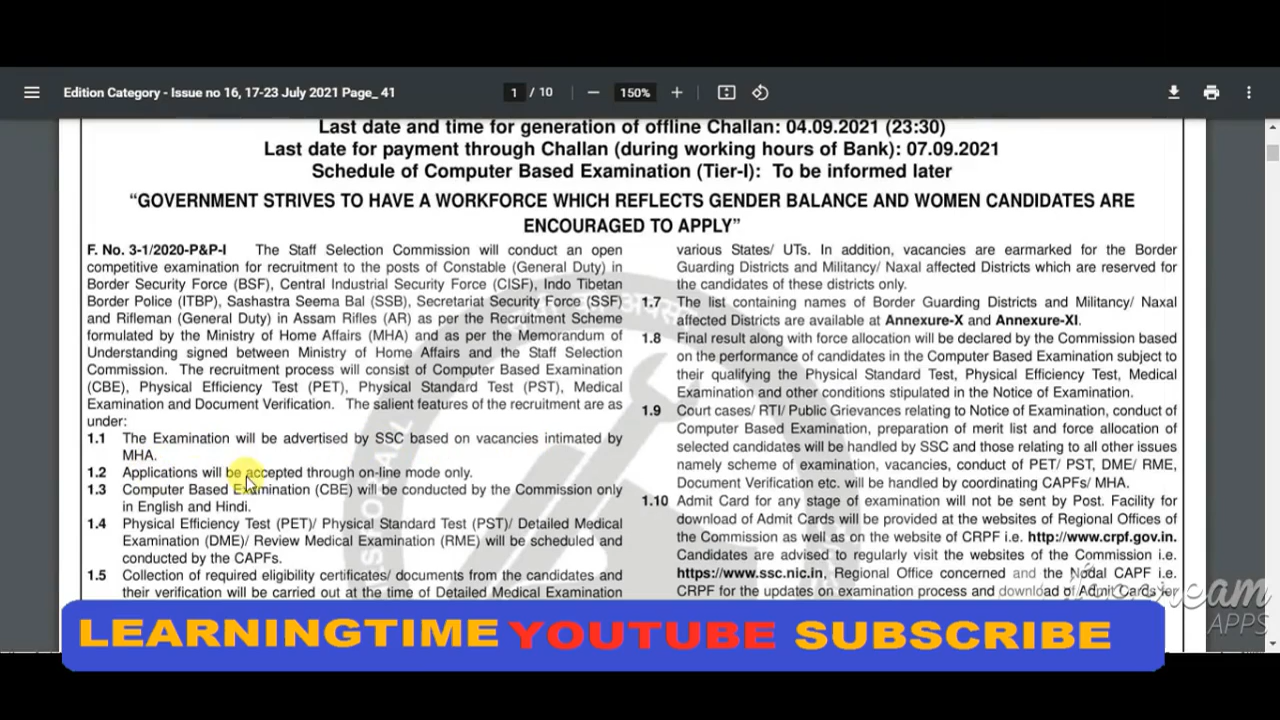 Edition Category - Issue no 16, 17-23 July 2021 Page_ 41
1 / 10
150%
Last date and time for generation of offline Challan: 04.09.2021 (23:30)
Last date for payment through Challan (during working hours of Bank): 07.09.2021
Schedule of Computer Based Examination (Tier-I): To be informed later
“GOVERNMENT STRIVES TO HAVE A WORKFORCE WHICH REFLECTS GENDER BALANCE AND WOMEN CANDIDATES ARE
ENCOURAGED TO APPLY”
F. No. 3-1/2020-P&P-I The Staff Selection Commission will conduct an open
competitive examination for recruitment to the posts of Constable (General Duty) in
Border Security Force (BSF), Central Industrial Security Force (CISF), Indo Tibetan
Border Police (ITBP), Sashastra Seema Bal (SSB), Secretariat Security Force (SSF)
and Rifleman (General Duty) in Assam Rifles (AR) as per the Recruitment Scheme
formulated by the Ministry of Home Affairs (MHA) and as per the Memorandum of
Understanding signed between Ministry of Home Affairs and the Staff Selection
Commission. The recruitment process will consist of Computer Based Examination
(CBE), Physical Efficiency Test (PET), Physical Standard Test (PST), Medical
Examination and Document Verification. The salient features of the recruitment are as
under:
1.1 The Examination will be advertised by SSC based on vacancies intimated by
MHA.
1.2 Applications will be accepted through on-line mode only.
1.3 Computer Based Examination (CBE) will be conducted by the Commission only
in English and Hindi.
1.4 Physical Efficiency Test (PET)/ Physical Standard Test (PST)/ Detailed Medical
Examination (DME)/ Review Medical Examination (RME) will be scheduled and
conducted by the CAPFs.
1.5 Collection of required eligibility certificates/ documents from the candidates and
their verification will be carried out at the time of Detailed Medical Examination
various States/ UTs. In addition, vacancies are earmarked for the Border
Guarding Districts and Militancy/ Naxal affected Districts which are reserved for
the candidates of these districts only.
1.7 The list containing names of Border Guarding Districts and Militancy/ Naxal
affected Districts are available at Annexure-X and Annexure-XI.
1.8 Final result along with force allocation will be declared by the Commission based
on the performance of candidates in the Computer Based Examination subject to
their qualifying the Physical Standard Test, Physical Efficiency Test, Medical
Examination and other conditions stipulated in the Notice of Examination.
1.9 Court cases/ RTI/ Public Grievances relating to Notice of Examination, conduct of
Computer Based Examination, preparation of merit list and force allocation of
selected candidates will be handled by SSC and those relating to all other issues
namely scheme of examination, vacancies, conduct of PET/ PST, DME/ RME,
Document Verification etc. will be handled by coordinating CAPFs/ MHA.
1.10 Admit Card for any stage of examination will not be sent by Post. Facility for
download of Admit Cards will be provided at the websites of Regional Offices of
the Commission as well as on the website of CRPF i.e. http://www.crpf.gov.in.
Candidates are advised to regularly visit the websites of the Commission i.e.
https://www.ssc.nic.in, Regional Office concerned and the Nodal CAPF i.e.
CRPF for the updates on examination process and download of Admit Cards for
APPS
LEARNINGTIME YOUTUBE SUBSCRIBE